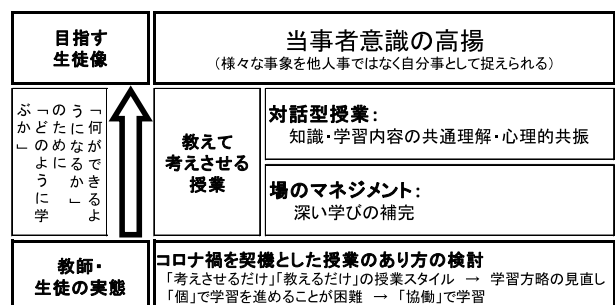 目指す
生徒像
当事者意識の高揚
（様々な事象を他人事ではなく自分事として捉えられる）
「何ができるよ
うになるか」
のために
「どのように学
ぶか」
教えて
考えさせる
授業
対話型授業：
知識・学習内容の共通理解・心理的共振
場のマネジメント：
深い学びの補完
教師・
生徒の実態
コロナ禍を契機とした授業のあり方の検討
「考えさせるだけ」「教えるだけ」の授業スタイル → 学習方略の見直し
「個」で学習を進めることが困難 → 「協働」で学習